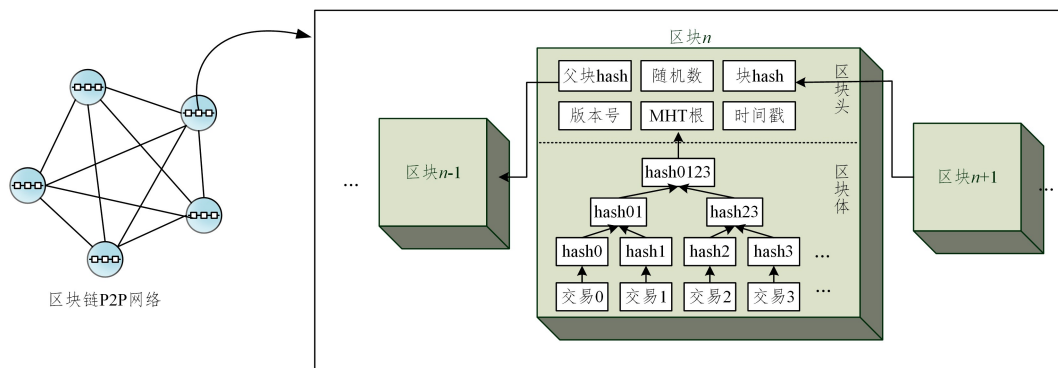 区块n
父块hash 随机数 块hash
区块头
版本号 MHT根 时间戳
区块n-1
...
hash0123
区块体
区块n+1
...
hash01 hash23
hash0 hash1 hash2 hash3 ...
交易0 交易1 交易2 交易3 ...
区块链P2P网络